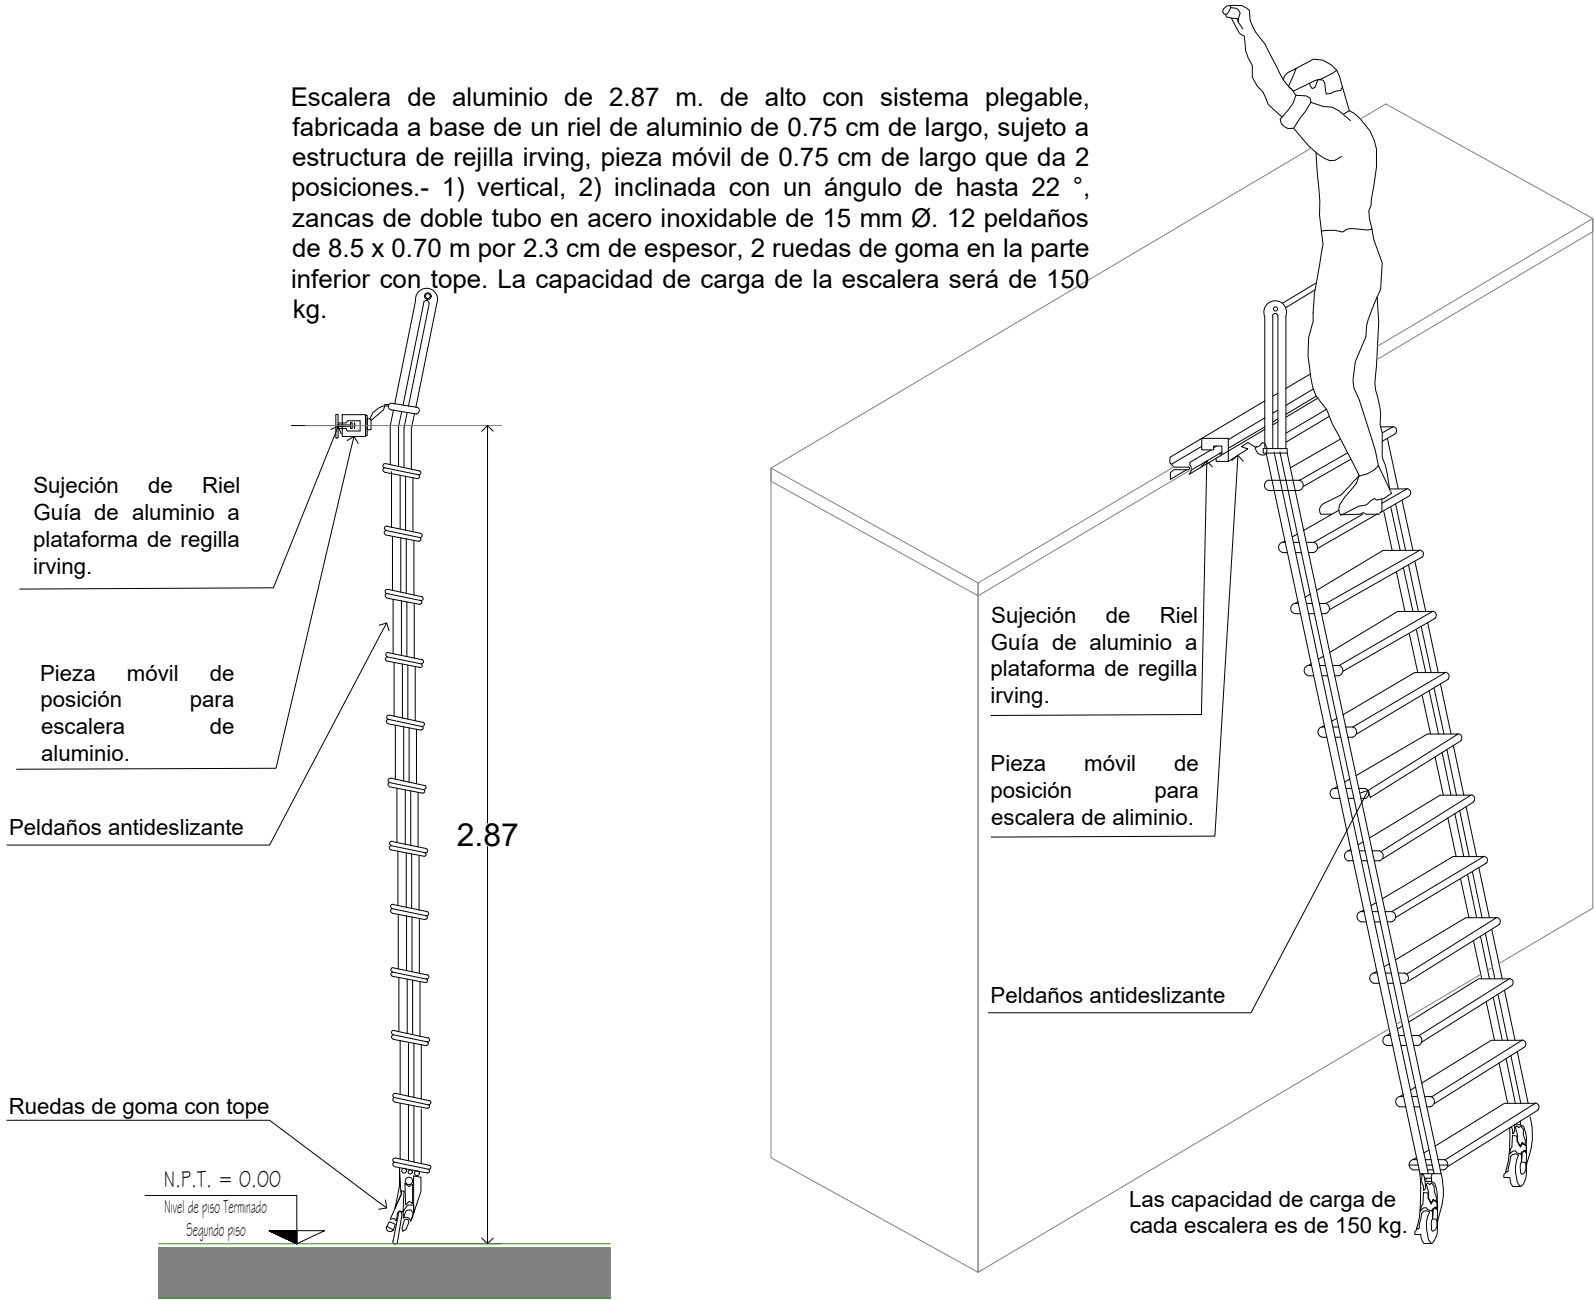 Escalera de aluminio de 2.87 m. de alto con sistema plegable,
fabricada a base de un riel de aluminio de 0.75 cm de largo, sujeto a
estructura de rejilla irving, pieza móvil de 0.75 cm de largo que da 2
posiciones.- 1) vertical, 2) inclinada con un ángulo de hasta 22 °,
zancas de doble tubo en acero inoxidable de 15 mm Ø. 12 peldaños
de 8.5 x 0.70 m por 2.3 cm de espesor, 2 ruedas de goma en la parte
inferior con tope. La capacidad de carga de la escalera será de 150
kg.
Sujeción de Riel
Guía de aluminio a
plataforma de regilla
irving.
Pieza móvil de
posición para
escalera de
aluminio.
Peldaños antideslizante
2.87
Ruedas de goma con tope
N.P.T. = 0.00
Nivel de piso Terminado
Segundo piso
Sujeción de Riel
Guía de aluminio a
plataforma de regilla
irving.
Pieza móvil de
posición para
escalera de aliminio.
Peldaños antideslizante
Las capacidad de carga de
cada escalera es de 150 kg.